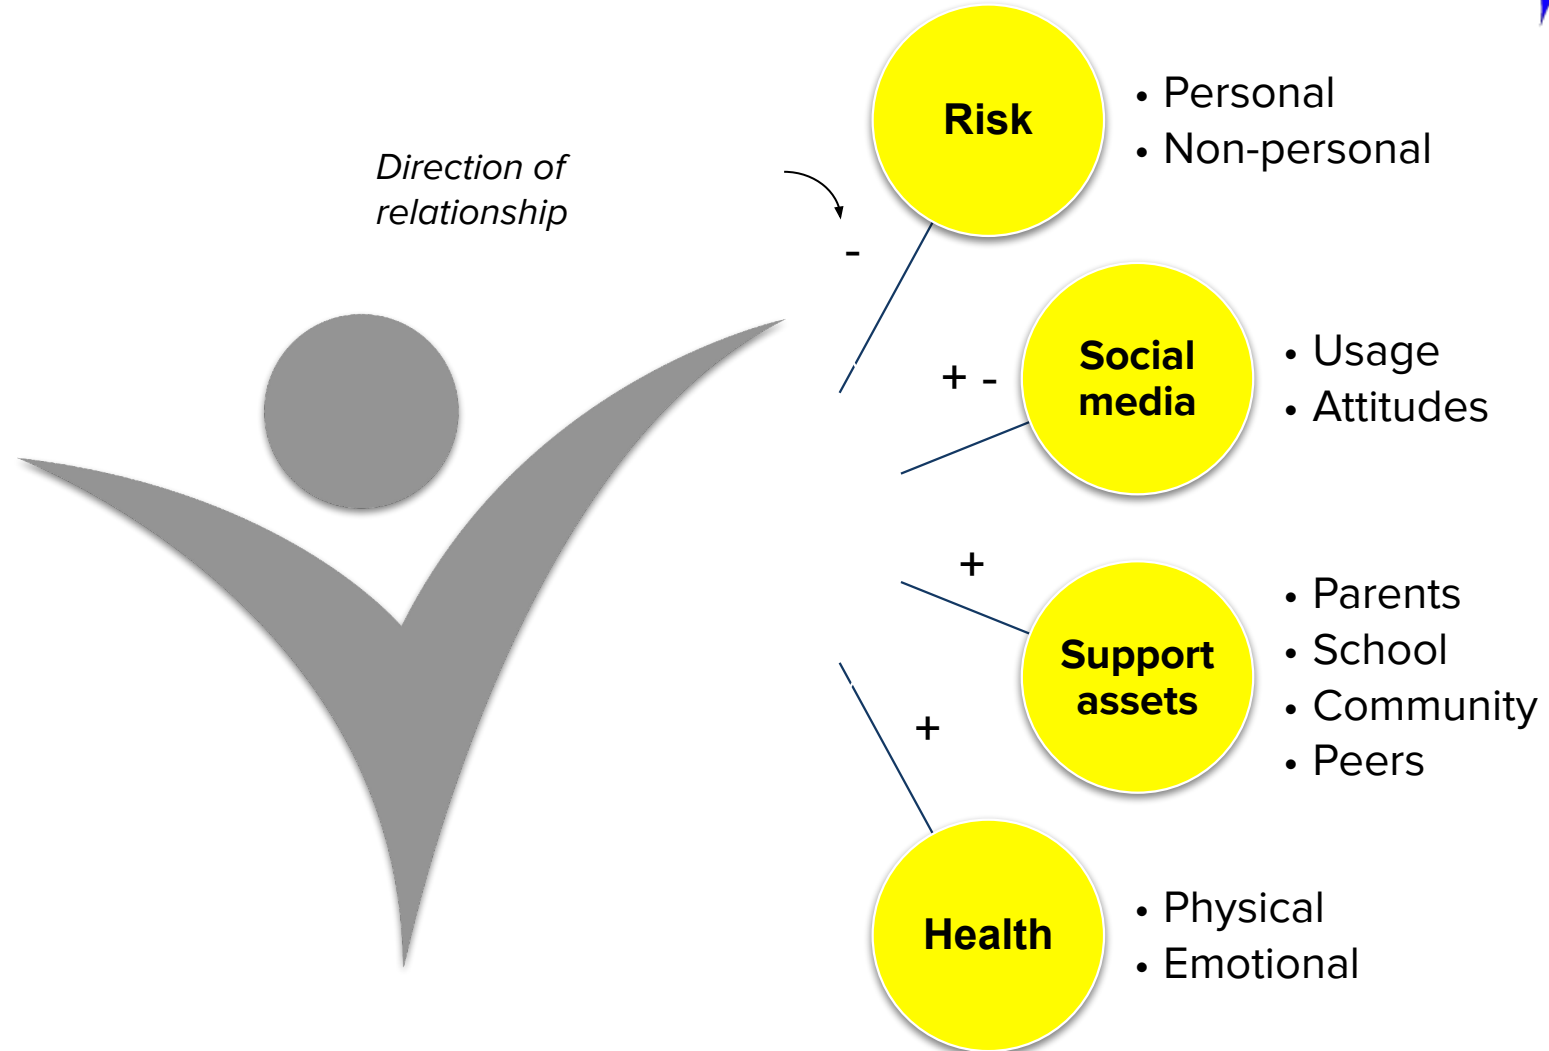 Direction of
relationship
-
Risk
• Personal
• Non-personal
+ -
Social
media
• Usage
• Attitudes
+
Support
assets
• Parents
• School
• Community
• Peers
+
Health
• Physical
• Emotional